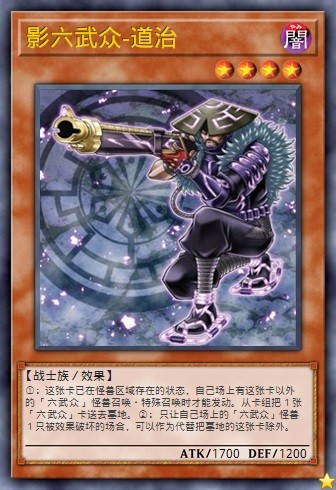 影六武众-道治
闇
【战士族／效果】
①：这张卡已在怪兽区域存在的状态，自己场上有这张卡以外
的「六武众」怪兽召唤・特殊召唤时才能发动。从卡组把１张
「六武众」卡送去墓地。②：只让自己场上的「六武众」怪兽
１只被效果破坏的场合，可以作为代替把墓地的这张卡除外。
ATK/1700 DEF/1200